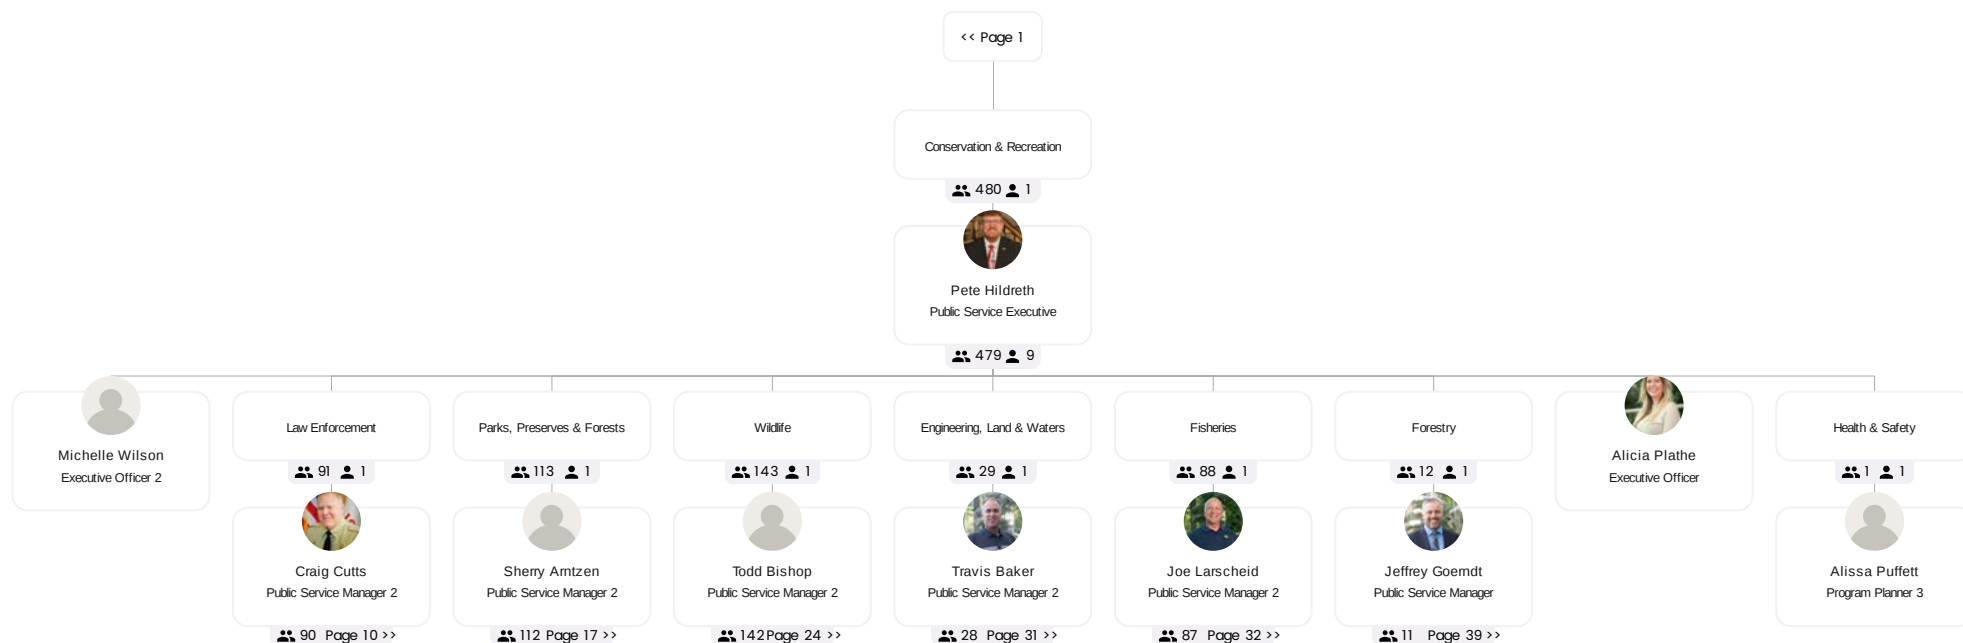 << Page 1
Conservation & Recreation
480 1
Pete Hildreth
Public Service Executive
479 9
Michelle Wilson
Executive Officer 2
Law Enforcement
91 1
Craig Cutts
Public Service Manager 2
90 Page 10 >>
Parks, Preserves & Forests
113 1
Sherry Arntzen
Public Service Manager 2
112 Page 17 >>
Wildlife
143 1
Todd Bishop
Public Service Manager 2
142 Page 24 >>
Engineering, Land & Waters
29 1
Travis Baker
Public Service Manager 2
28 Page 31 >>
Fisheries
88 1
Joe Larscheid
Public Service Manager 2
87 Page 32 >>
Forestry
12 1
Jeffrey Goerndt
Public Service Manager
11 Page 39 >>
Alicia Plathe
Executive Officer
Health & Safety
1 1
Alissa Puffett
Program Planner 3